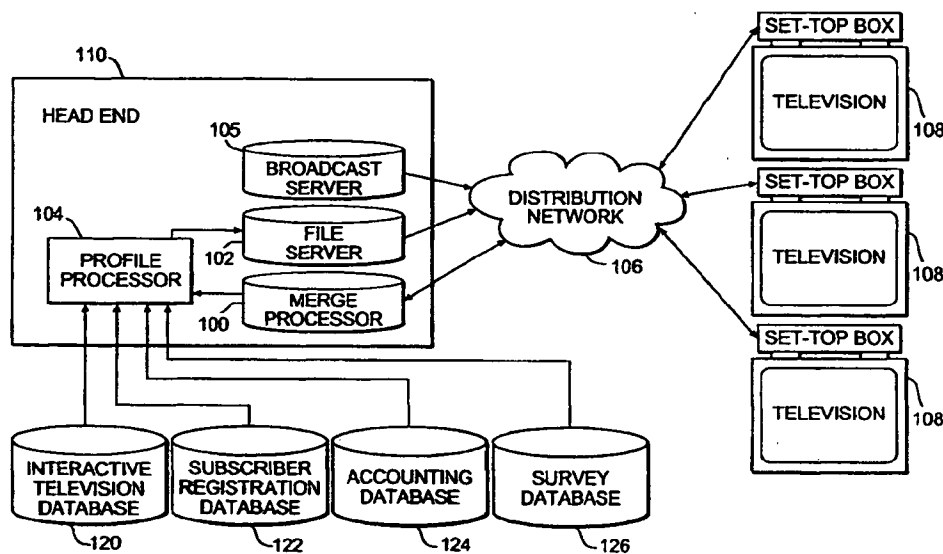 110
HEAD END
105
BROADCAST
SERVER
104
PROFILE
PROCESSOR
102
FILE
SERVER
100
MERGE
PROCESSOR
DISTRIBUTION
NETWORK
106
SET-TOP BOX
TELEVISION
108
SET-TOP BOX
TELEVISION
108
SET-TOP BOX
TELEVISION
108
INTERACTIVE
TELEVISION
DATABASE
120
SUBSCRIBER
REGISTRATION
DATABASE
122
ACCOUNTING
DATABASE
124
SURVEY
DATABASE
126